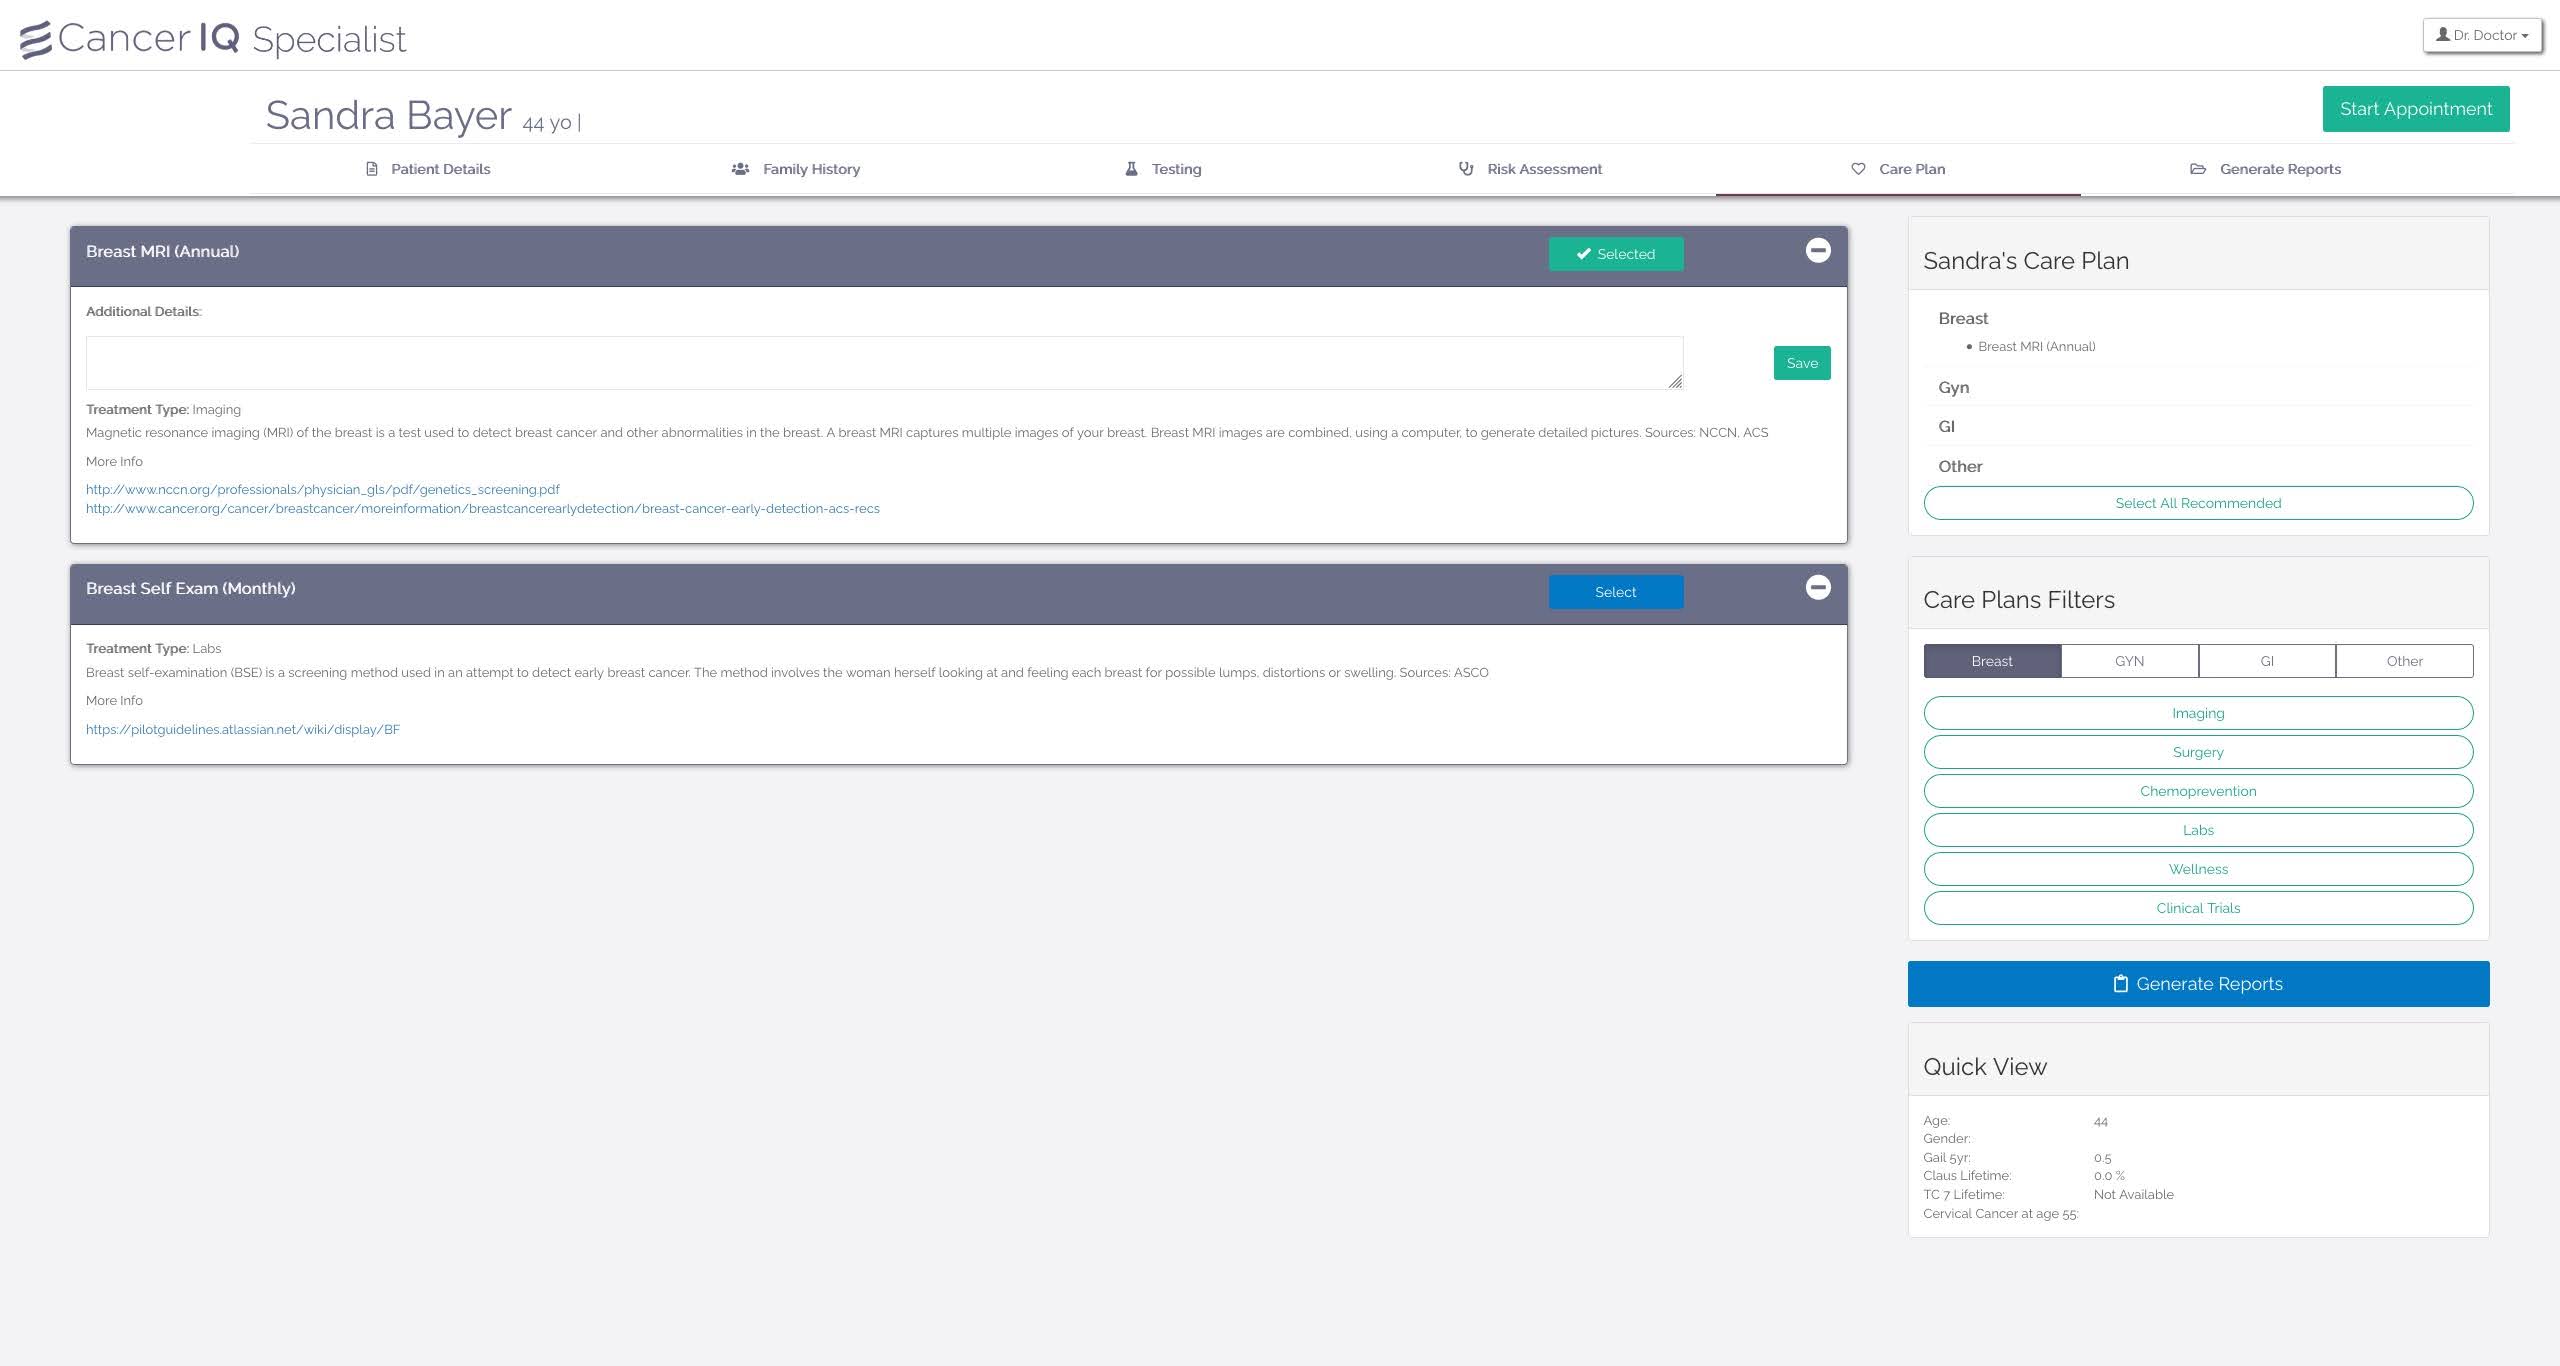 Cancer IQ Specialist
Dr. Doctor
Sandra Bayer 44 yo |
Start Appointment
Patient Details
Family History
Testing
Risk Assessment
Care Plan
Generate Reports
Breast MRI (Annual)
Selected
Additional Details:
Save
Treatment Type: Imaging
Magnetic resonance imaging (MRI) of the breast is a test used to detect breast cancer and other abnormalities in the breast. A breast MRI captures multiple images of your breast. Breast MRI images are combined, using a computer, to generate detailed pictures. Sources: NCCN, ACS
More Info
http://www.nccn.org/professionals/physician_gls/pdf/genetics_screening.pdf
http://www.cancer.org/cancer/breastcancer/moreinformation/breastcancerearlydetection/breast-cancer-early-detection-acs-recs
Breast Self Exam (Monthly)
Select
Treatment Type: Labs
Breast self-examination (BSE) is a screening method used in an attempt to detect early breast cancer. The method involves the woman herself looking at and feeling each breast for possible lumps, distortions or swelling. Sources: ASCO
More Info
https://pilotguidelines.atlassian.net/wiki/display/BF
Sandra's Care Plan
Breast
• Breast MRI (Annual)
Gyn
GI
Other
Select All Recommended
Care Plans Filters
Breast
GYN
GI
Other
Imaging
Surgery
Chemoprevention
Labs
Wellness
Clinical Trials
Generate Reports
Quick View
Age: 44
Gender:
Gail 5yr: 0.5
Claus Lifetime: 0.0 %
TC 7 Lifetime: Not Available
Cervical Cancer at age 55: